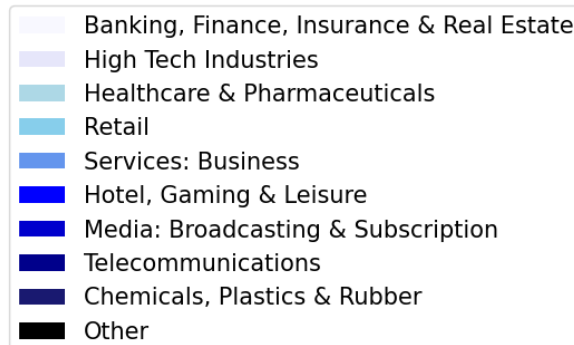 Banking, Finance, Insurance & Real Estate
High Tech Industries
Healthcare & Pharmaceuticals
Retail
Services: Business
Hotel, Gaming & Leisure
Media: Broadcasting & Subscription
Telecommunications
Chemicals, Plastics & Rubber
Other